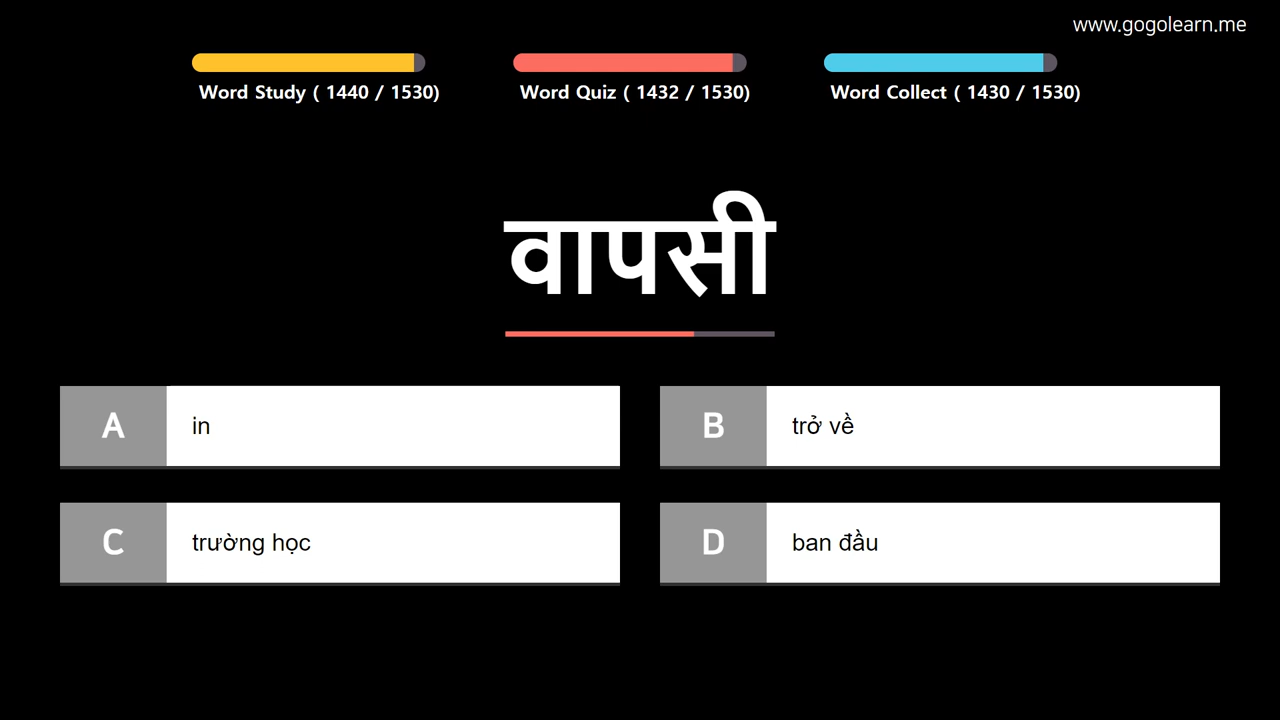 www.gogolearn.me
Word Study ( 1440 / 1530)
Word Quiz ( 1432 / 1530)
Word Collect ( 1430 / 1530)
वापसी
A
in
B
trở về
C
trường học
D
ban đầu